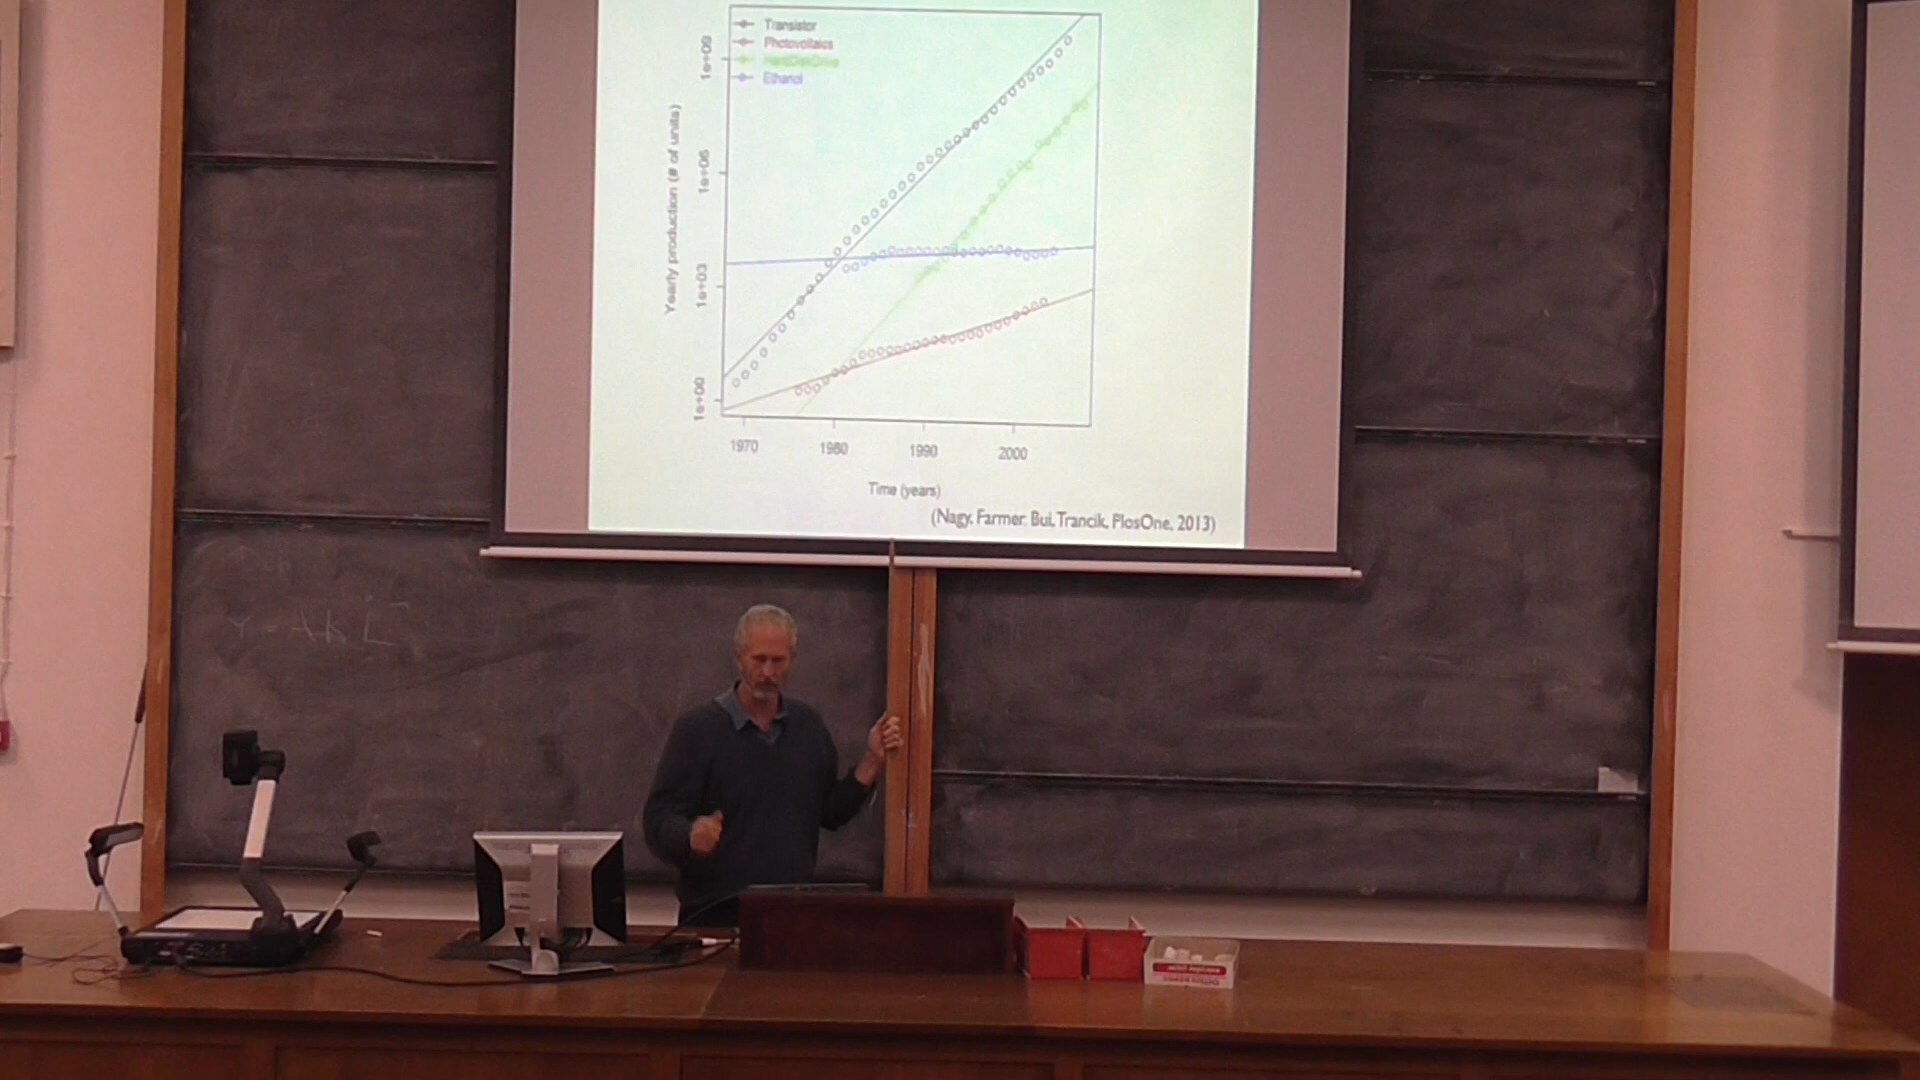 Transistor
Photovoltaics
HardDiskDrive
Ethanol
1e+09
1e+06
1e+03
1e+00
Yearly production (# of units)
1970 1980 1990 2000
Time (years)
(Nagy, Farmer, Bui, Trancik, PlosOne, 2013)
Y - A K L